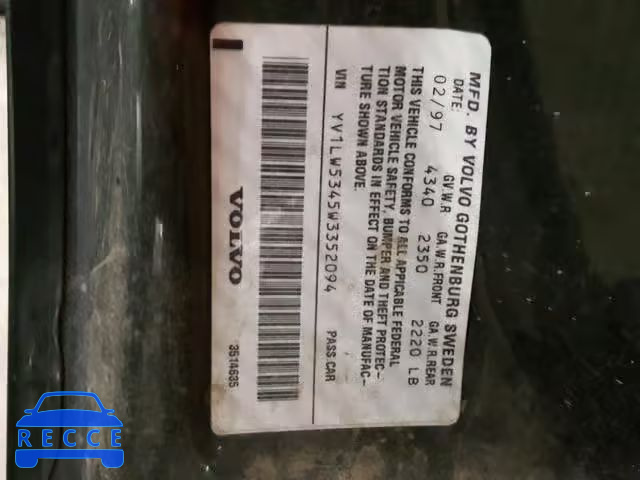 MFD. BY VOLVO GOTHENBURG SWEDEN
DATE: GV.W.R GA.W.R.FRONT GA.W.R.REAR
02/97 4340 2350 2220 LB
THIS VEHICLE CONFORMS TO ALL APPLICABLE FEDERAL
MOTOR VEHICLE SAFETY, BUMPER AND THEFT PROTEC-
TION STANDARDS IN EFFECT ON THE DATE OF MANUFAC-
TURE SHOWN ABOVE.
VIN YV1LW5345W3352094 PASS.CAR
VOLVO 3514635
RECCE